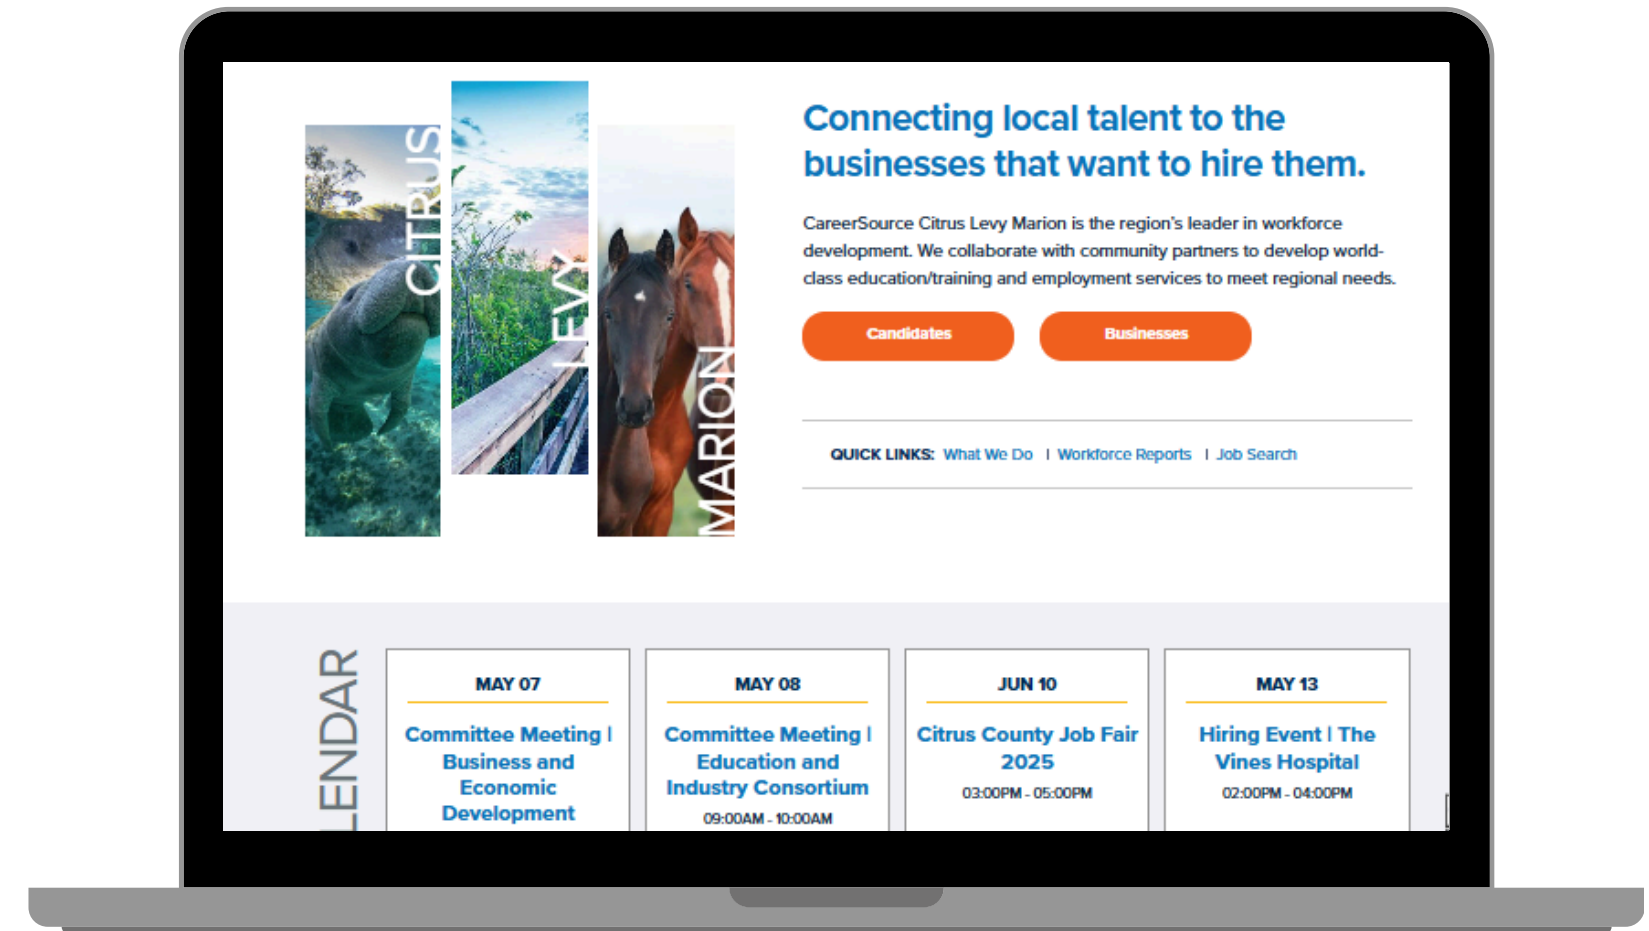 CITRUS
LEVY
MARION
Connecting local talent to the
businesses that want to hire them.
CareerSource Citrus Levy Marion is the region's leader in workforce
development. We collaborate with community partners to develop world-
class education/training and employment services to meet regional needs.
Candidates
Businesses
QUICK LINKS: What We Do | Workforce Reports | Job Search
LENDAR
MAY 07
Committee Meeting |
Business and
Economic
Development
MAY 08
Committee Meeting |
Education and
Industry Consortium
09:00AM - 10:00AM
JUN 10
Citrus County Job Fair
2025
03:00PM - 05:00PM
MAY 13
Hiring Event | The
Vines Hospital
02:00PM - 04:00PM